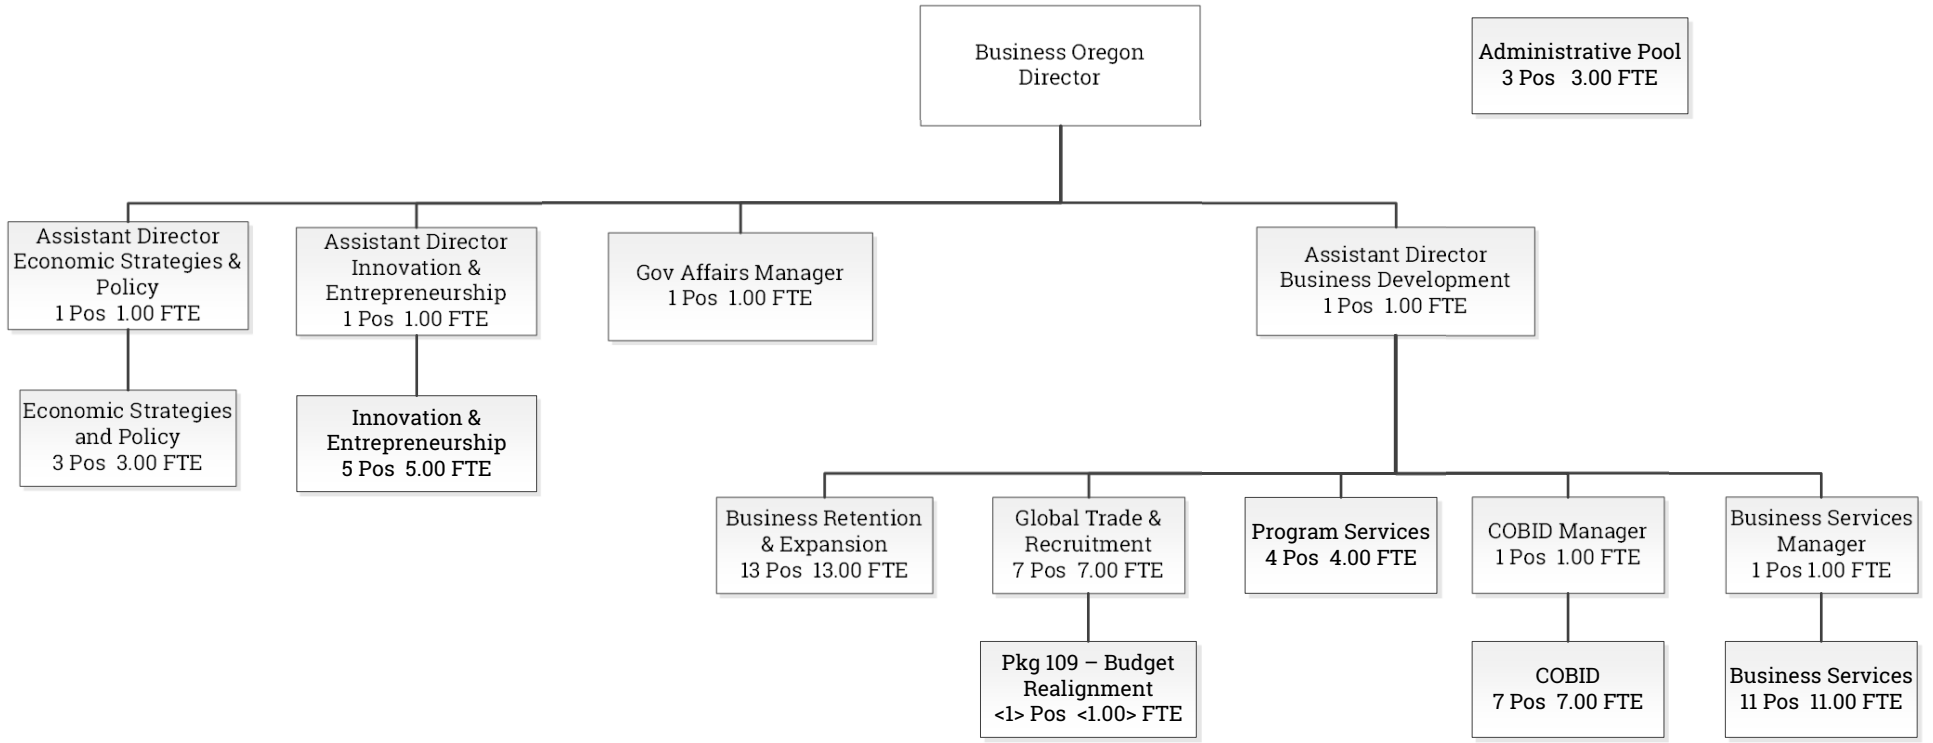 Business Oregon
Director
Administrative Pool
3 Pos 3.00 FTE
Assistant Director
Economic Strategies &
Policy
1 Pos 1.00 FTE
Assistant Director
Innovation &
Entrepreneurship
1 Pos 1.00 FTE
Gov Affairs Manager
1 Pos 1.00 FTE
Assistant Director
Business Development
1 Pos 1.00 FTE
Economic Strategies
and Policy
3 Pos 3.00 FTE
Innovation &
Entrepreneurship
5 Pos 5.00 FTE
Business Retention
& Expansion
13 Pos 13.00 FTE
Global Trade &
Recruitment
7 Pos 7.00 FTE
Program Services
4 Pos 4.00 FTE
COBID Manager
1 Pos 1.00 FTE
Business Services
Manager
1 Pos 1.00 FTE
Pkg 109 – Budget
Realignment
<1> Pos <1.00> FTE
COBID
7 Pos 7.00 FTE
Business Services
11 Pos 11.00 FTE